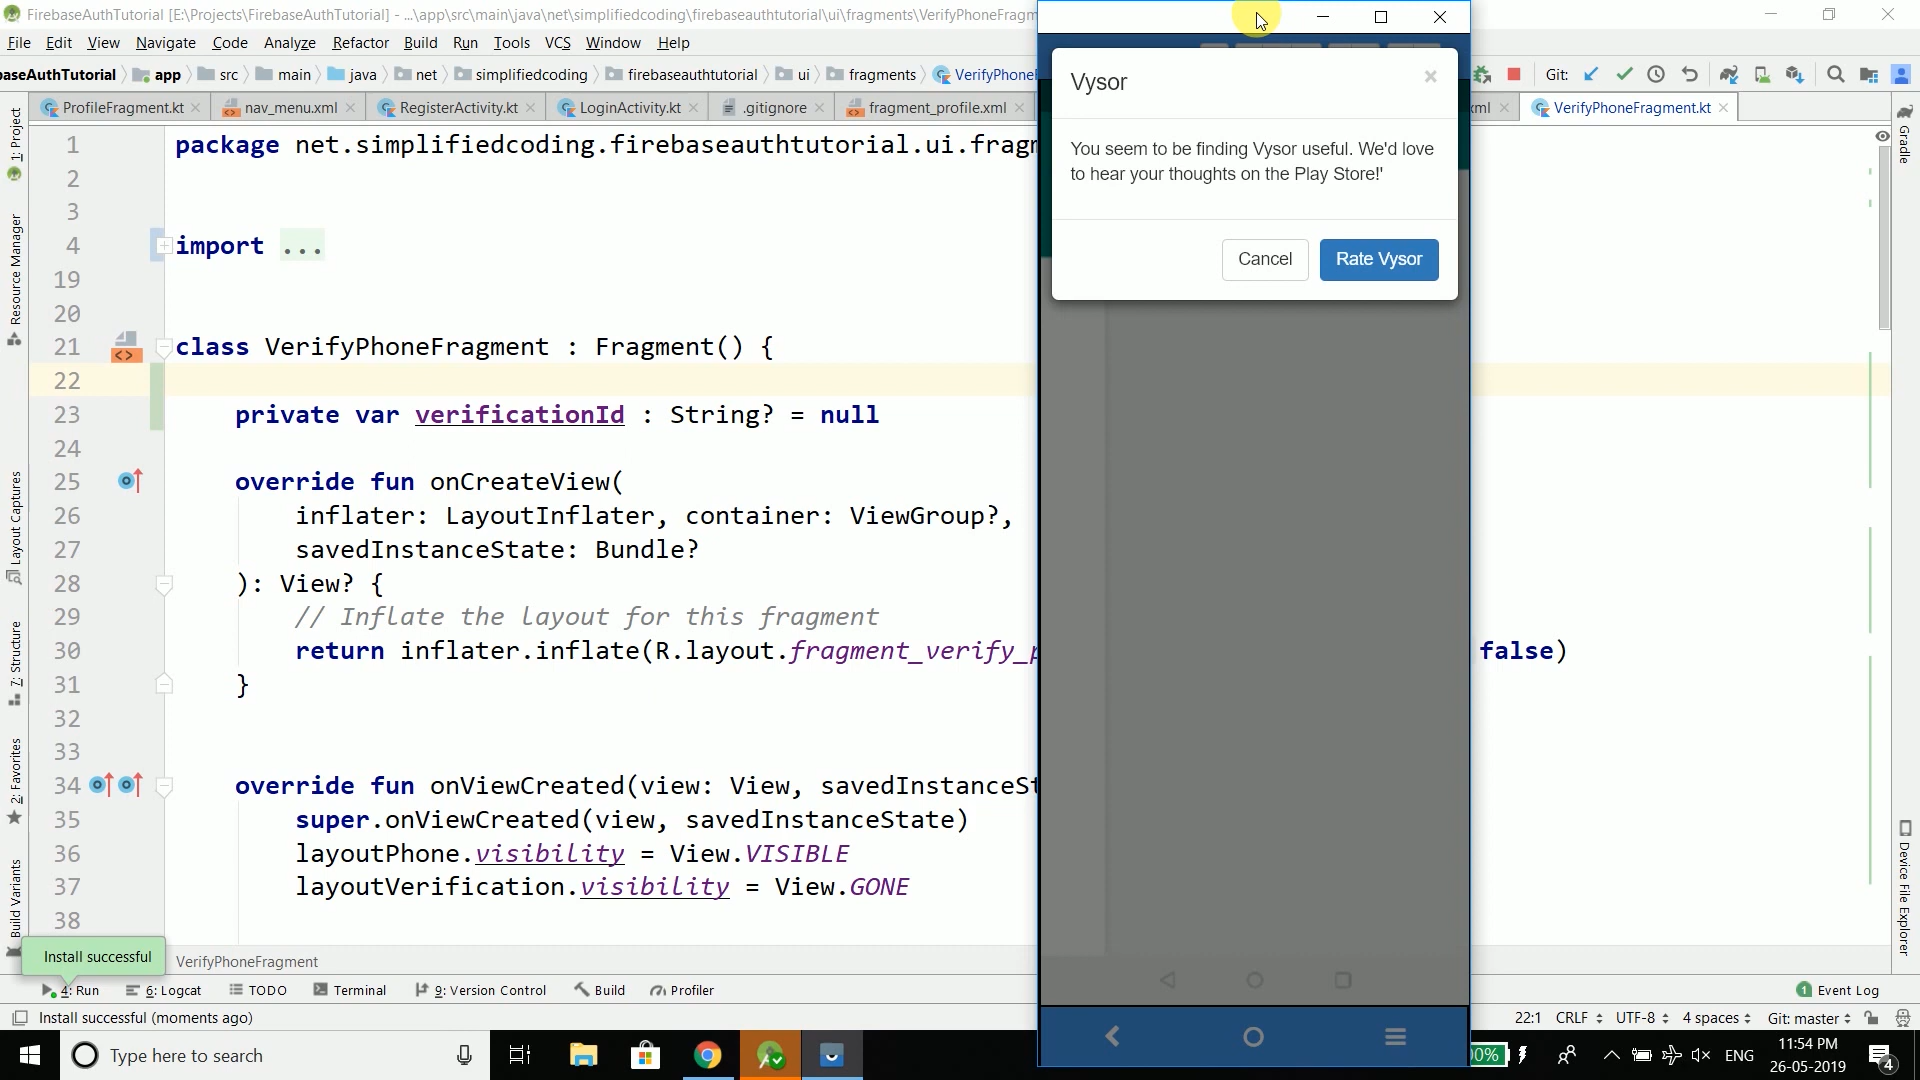 FirebaseAuthTutorial [E:\Projects\FirebaseAuthTutorial] - ...\app\src\main\java\net\simplifiedcoding\firebaseauthtutorial\ui\fragments\VerifyPhoneFragm
File Edit View Navigate Code Analyze Refactor Build Run Tools VCS Window Help
baseAuthTutorial app src main java net simplifiedcoding firebaseauthtutorial ui fragments VerifyPhone Git:
ProfileFragment.kt nav_menu.xml RegisterActivity.kt LoginActivity.kt .gitignore fragment_profile.xml ml VerifyPhoneFragment.kt
1: Project
Resource Manager
Layout Captures
7: Structure
2: Favorites
Build Variants
1 package net.simplifiedcoding.firebaseauthtutorial.ui.fragm
2
3
4 import ...
19
20
21 class VerifyPhoneFragment : Fragment() {
22
23 private var verificationId : String? = null
24
25 override fun onCreateView(
26 inflater: LayoutInflater, container: ViewGroup?,
27 savedInstanceState: Bundle?
28 ): View? {
29 // Inflate the layout for this fragment
30 return inflater.inflate(R.layout.fragment_verify_p false)
31 }
32
33
34 override fun onViewCreated(view: View, savedInstanceSt
35 super.onViewCreated(view, savedInstanceState)
36 layoutPhone.visibility = View.VISIBLE
37 layoutVerification.visibility = View.GONE
38
Vysor
You seem to be finding Vysor useful. We'd love
to hear your thoughts on the Play Store!'
Cancel Rate Vysor
Gradle
Device File Explorer
Install successful
VerifyPhoneFragment
4: Run 6: Logcat TODO Terminal 9: Version Control Build Profiler 1 Event Log
Install successful (moments ago) 22:1 CRLF UTF-8 4 spaces Git: master
Type here to search 00% ENG 11:54 PM
26-05-2019 4